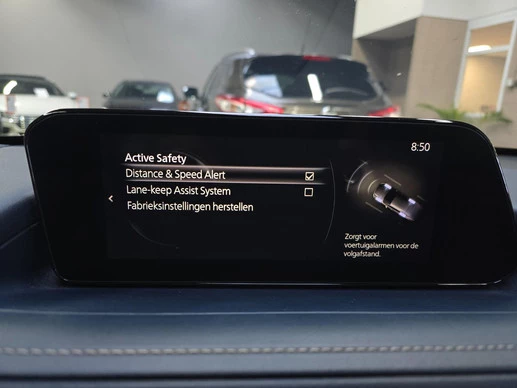 8:50
Active Safety
Distance & Speed Alert
Lane-keep Assist System
Fabrieksinstellingen herstellen
Zorgt voor
voertuigalarmen voor de
volgafstand.